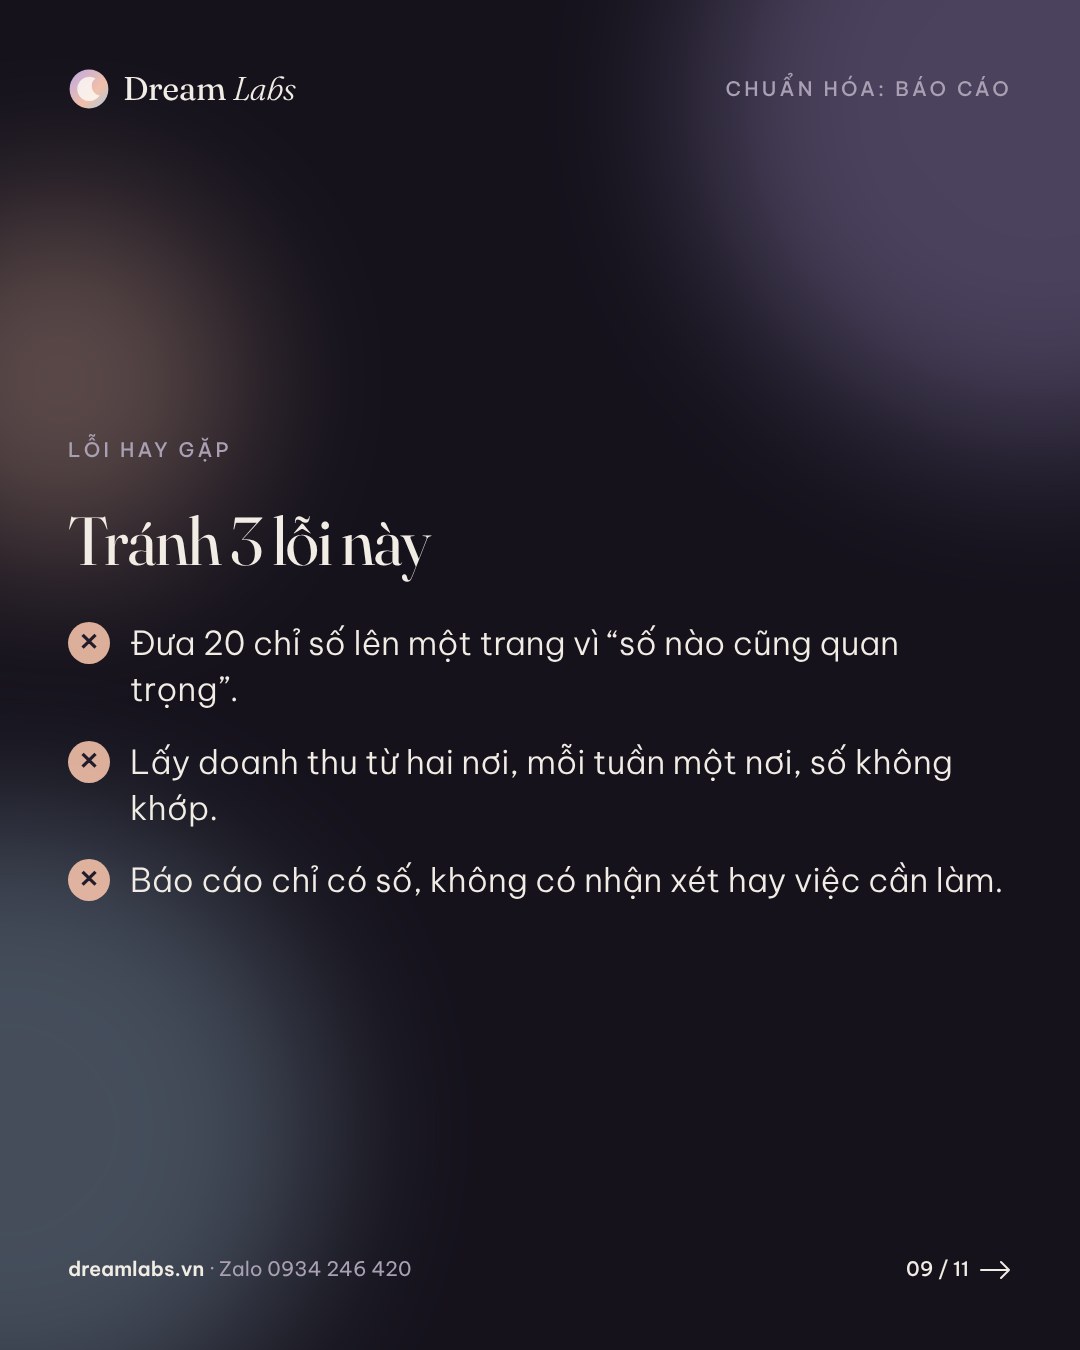 Dream Labs
CHUẨN HÓA: BÁO CÁO
LỖI HAY GẶP
Tránh 3 lỗi này
Đưa 20 chỉ số lên một trang vì “số nào cũng quan
trọng”.
Lấy doanh thu từ hai nơi, mỗi tuần một nơi, số không
khớp.
Báo cáo chỉ có số, không có nhận xét hay việc cần làm.
dreamlabs.vn · Zalo 0934 246 420
09 / 11 →